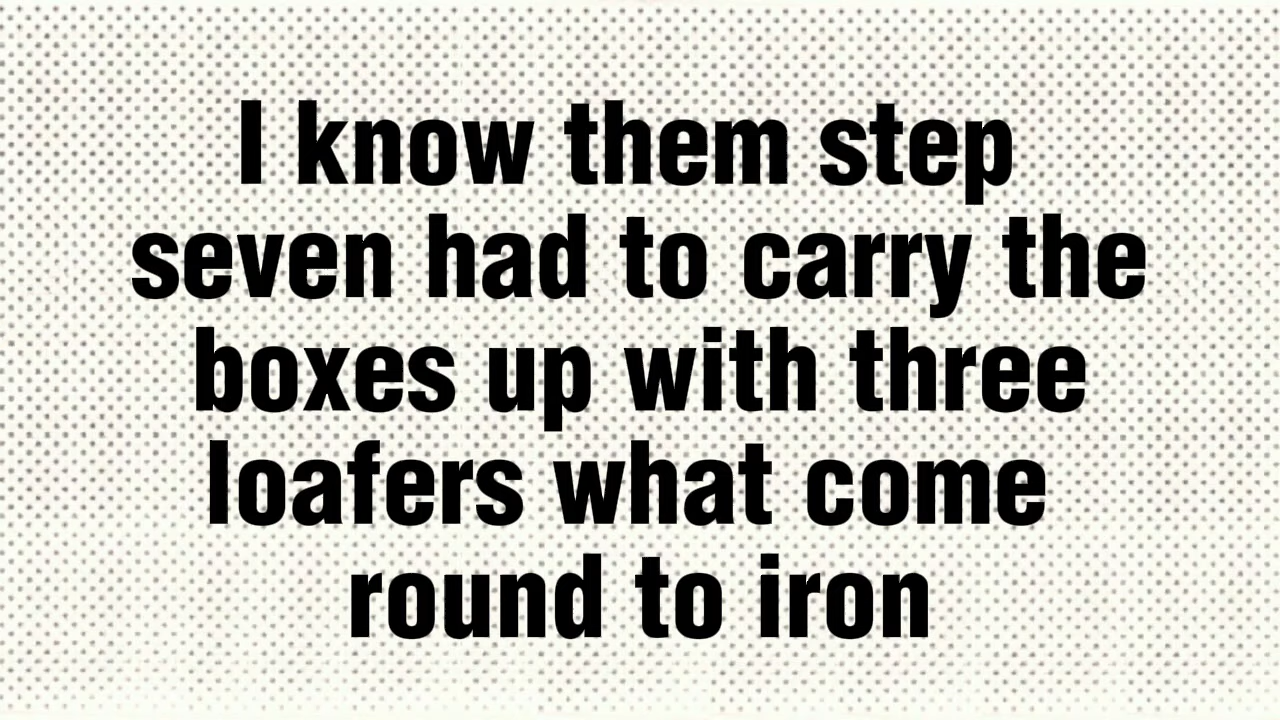 I know them step
seven had to carry the
boxes up with three
loafers what come
round to iron